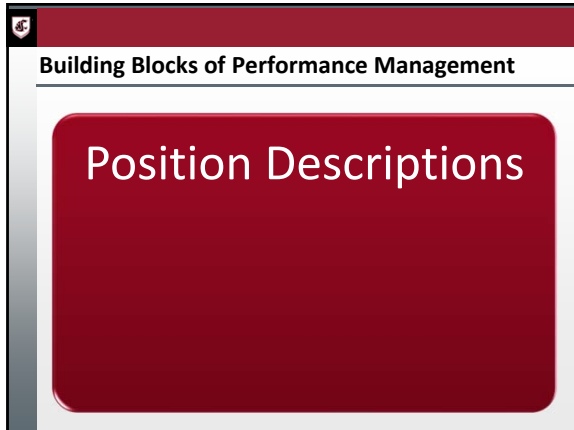 Building Blocks of Performance Management
Position Descriptions